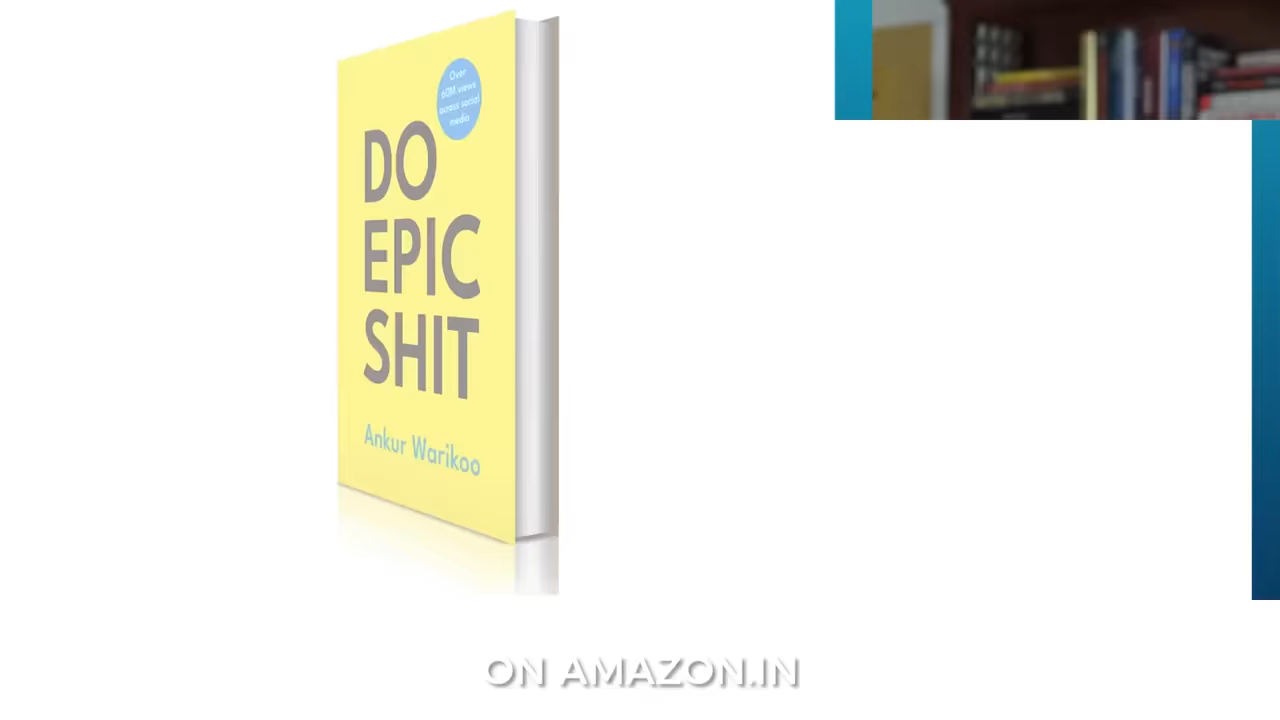 Over
60M views
across social
media
DO
EPIC
SHIT
Ankur Warikoo
ON AMAZON.IN